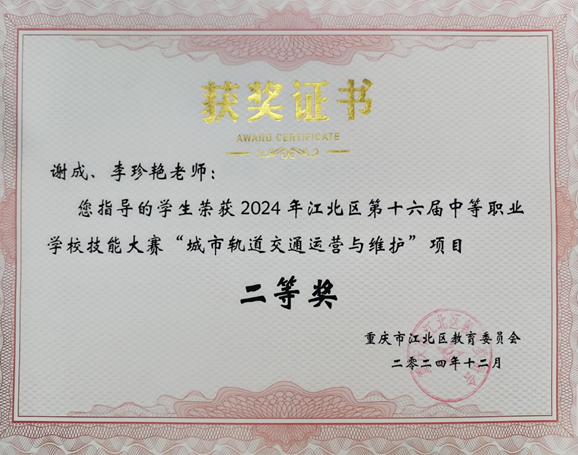 获奖证书
AWARD CERTIFICATE
谢成、李珍艳老师：
您指导的学生荣获2024年江北区第十六届中等职业
学校技能大赛“城市轨道交通运营与维护”项目
二等奖
重庆市江北区教育委员会
二零二四年十二月